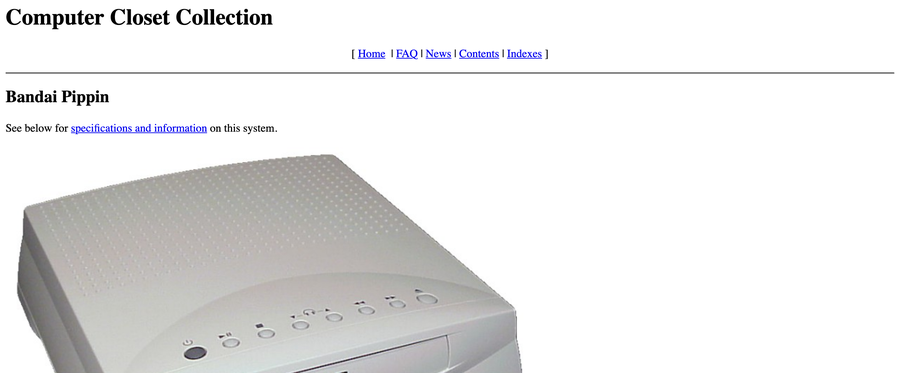 Computer Closet Collection
[ Home | FAQ | News | Contents | Indexes ]
Bandai Pippin
See below for specifications and information on this system.